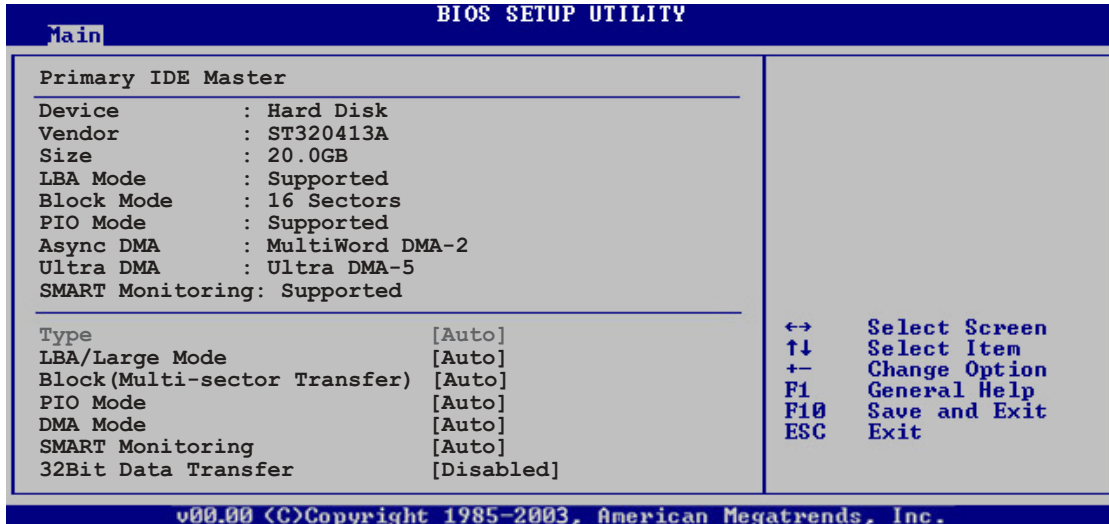 BIOS SETUP UTILITY
Main
Primary IDE Master
Device : Hard Disk
Vendor : ST320413A
Size : 20.0GB
LBA Mode : Supported
Block Mode : 16 Sectors
PIO Mode : Supported
Async DMA : MultiWord DMA-2
Ultra DMA : Ultra DMA-5
SMART Monitoring: Supported
Type [Auto]
LBA/Large Mode [Auto]
Block(Multi-sector Transfer) [Auto]
PIO Mode [Auto]
DMA Mode [Auto]
SMART Monitoring [Auto]
32Bit Data Transfer [Disabled]
←→ Select Screen
↑↓ Select Item
+- Change Option
F1 General Help
F10 Save and Exit
ESC Exit
v00.00 (C)Copyright 1985-2003, American Megatrends, Inc.